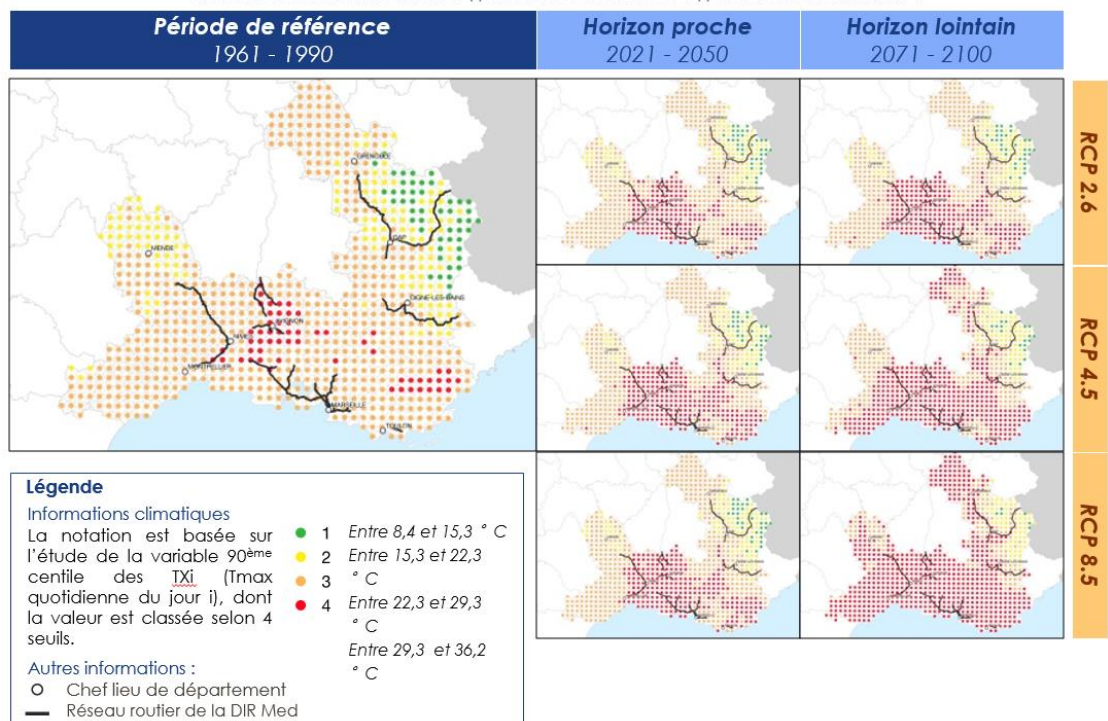 Période de référence
1961 - 1990
Horizon proche
2021 - 2050
Horizon lointain
2071 - 2100
GRENOBLE
GAP
MENDE
DIGNE-LES-BAINS
AVIGNON
NIMES
MONTPELLIER
MARSEILLE
TOULON
RCP 2.6
RCP 4.5
RCP 8.5
Légende
Informations climatiques
La notation est basée sur
l'étude de la variable 90ème
centile des TXi (Tmax
quotidienne du jour i), dont
la valeur est classée selon 4
seuils.
1 Entre 8,4 et 15,3 ° C
2 Entre 15,3 et 22,3
° C
3 Entre 22,3 et 29,3
4 ° C
Entre 29,3 et 36,2
° C
Autres informations :
Chef lieu de département
Réseau routier de la DIR Med